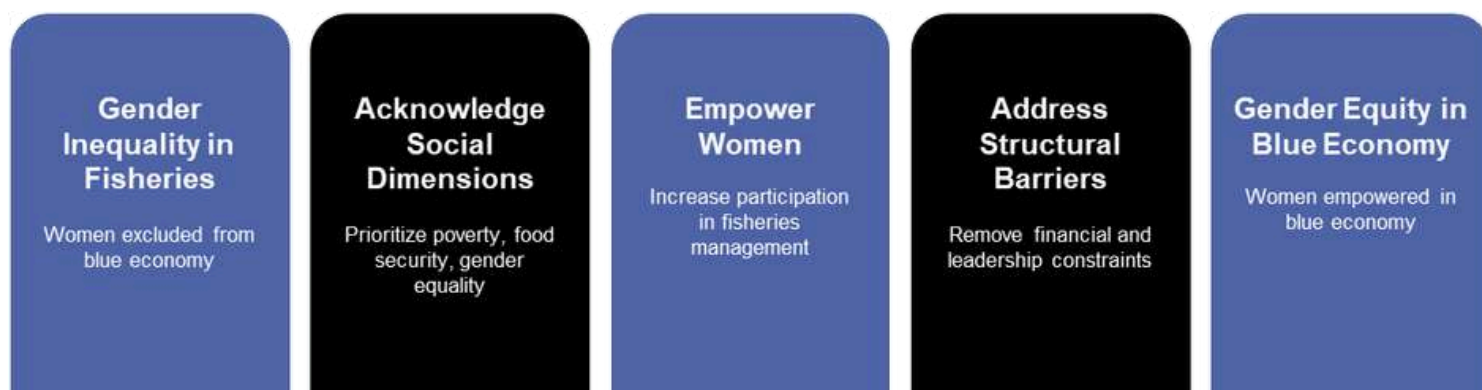 Gender
Inequality in
Fisheries
Women excluded from
blue economy
Acknowledge
Social
Dimensions
Prioritize poverty, food
security, gender
equality
Empower
Women
Increase participation
in fisheries
management
Address
Structural
Barriers
Remove financial and
leadership constraints
Gender Equity in
Blue Economy
Women empowered in
blue economy